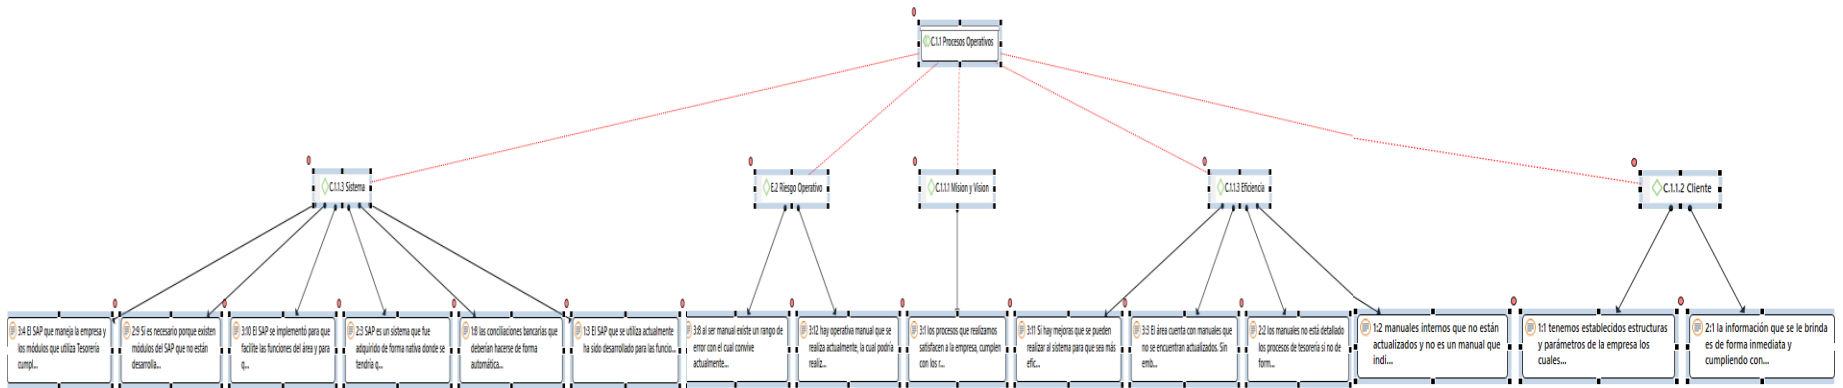 C.1.1 Procesos Operativos
C.1.1.3 Sistema
E.2 Riesgo Operativo
C.1.1.1 Mision y Vision
C.1.1.3 Eficiencia
C.1.1.2 Cliente
3:4 El SAP que maneja la empresa y
los módulos que utiliza Tesorería
cumpl...
2:9 Si es necesario porque existen
módulos del SAP que no están
desarrolla...
3:10 El SAP se implementó para que
facilite las funciones del área y para
q...
2:3 SAP es un sistema que fue
adquirido de forma nativa donde se
tendría q...
1:8 las conciliaciones bancarias que
deberían hacerse de forma
automática...
1:3 El SAP que se utiliza actualmente
ha sido desarrollado para las funcio...
3:8 al ser manual existe un rango de
error con el cual convive
actualmente...
3:12 hay operativa manual que se
realiza actualmente, la cual podría
realiz...
3:1 los procesos que realizamos
satisfacen a la empresa, cumplen
con los r...
3:11 Si hay mejoras que se pueden
realizar al sistema para que sea más
efic...
3:3 El área cuenta con manuales que
no se encuentran actualizados. Sin
emb...
2:2 los manuales no está detallado
los procesos de tesorería si no de
form...
1:2 manuales internos que no están
actualizados y no es un manual que
indi...
1:1 tenemos establecidos estructuras
y parámetros de la empresa los
cuales...
2:1 la información que se le brinda
es de forma inmediata y
cumpliendo con...